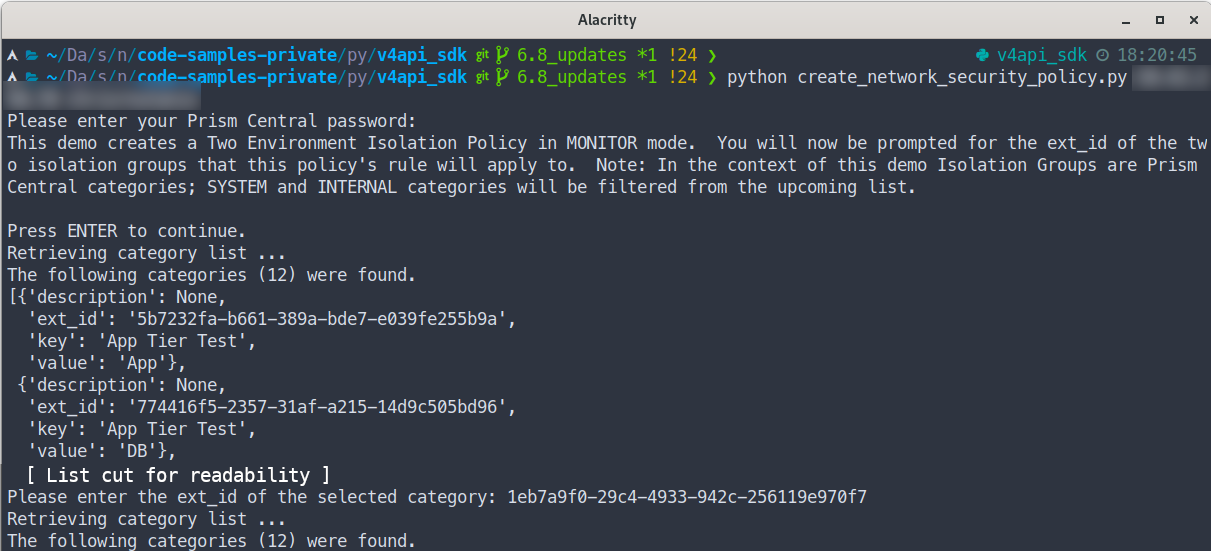 Alacritty
~/Da/s/n/code-samples-private/py/v4api_sdk git 6.8_updates *1 !24 ❯ v4api_sdk 18:20:45
~/Da/s/n/code-samples-private/py/v4api_sdk git 6.8_updates *1 !24 ❯ python create_network_security_policy.py
Please enter your Prism Central password:
This demo creates a Two Environment Isolation Policy in MONITOR mode.  You will now be prompted for the ext_id of the tw
o isolation groups that this policy's rule will apply to.  Note: In the context of this demo Isolation Groups are Prism
Central categories; SYSTEM and INTERNAL categories will be filtered from the upcoming list.
Press ENTER to continue.
Retrieving category list ...
The following categories (12) were found.
[{'description': None,
  'ext_id': '5b7232fa-b661-389a-bde7-e039fe255b9a',
  'key': 'App Tier Test',
  'value': 'App'},
 {'description': None,
  'ext_id': '774416f5-2357-31af-a215-14d9c505bd96',
  'key': 'App Tier Test',
  'value': 'DB'},
[ List cut for readability ]
Please enter the ext_id of the selected category: 1eb7a9f0-29c4-4933-942c-256119e970f7
Retrieving category list ...
The following categories (12) were found.